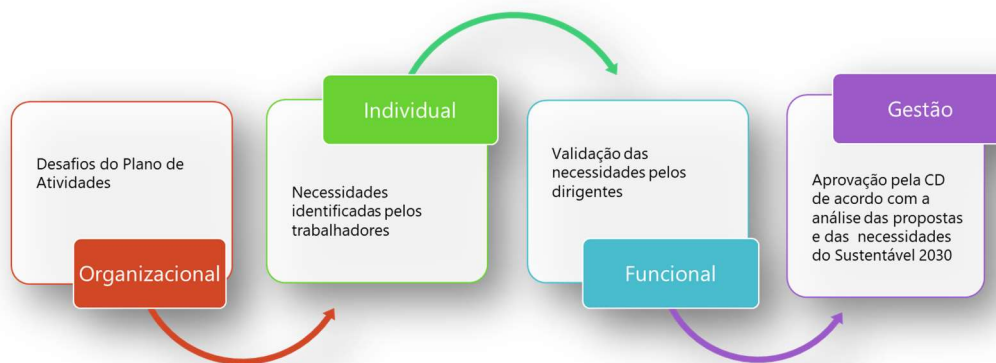 Desafios do Plano de
Atividades
Organizacional
Individual
Necessidades
identificadas pelos
trabalhadores
Validação das
necessidades pelos
dirigentes
Funcional
Gestão
Aprovação pela CD
de acordo com a
análise das propostas
e das necessidades
do Sustentável 2030